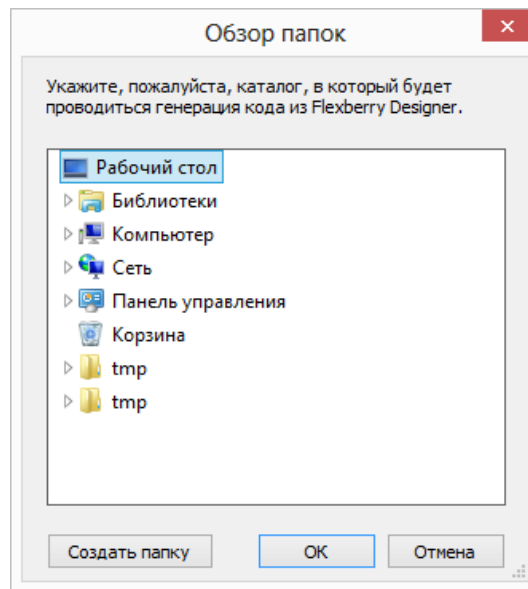 Обзор папок
Укажите, пожалуйста, каталог, в который будет
проводиться генерация кода из Flexberry Designer.
Рабочий стол
Библиотеки
Компьютер
Сеть
Панель управления
Корзина
tmp
tmp
Создать папку
ОК
Отмена